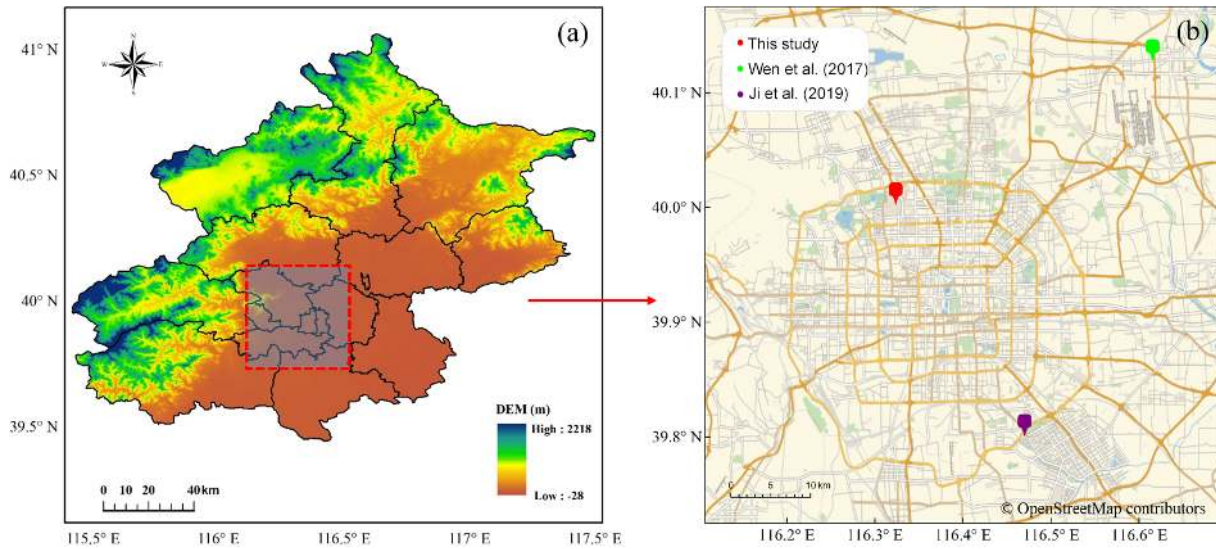 (a)
41° N
N
W
E
S
40.5° N
40° N
39.5° N
DEM (m)
High : 2218
Low : -28
0 10 20 40 km
115.5° E
116° E
116.5° E
117° E
117.5° E
(b)
This study
Wen et al. (2017)
Ji et al. (2019)
40.1° N
40.0° N
39.9° N
39.8° N
0 5 10 km
© OpenStreetMap contributors
116.2° E
116.3° E
116.4° E
116.5° E
116.6° E